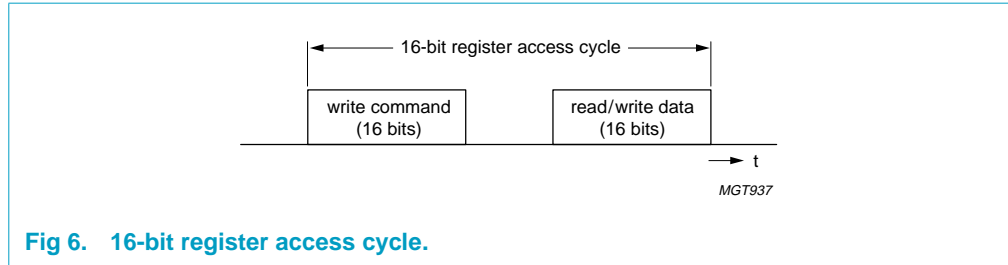 16-bit register access cycle
write command
(16 bits)
read/write data
(16 bits)
t
MGT937
Fig 6. 16-bit register access cycle.